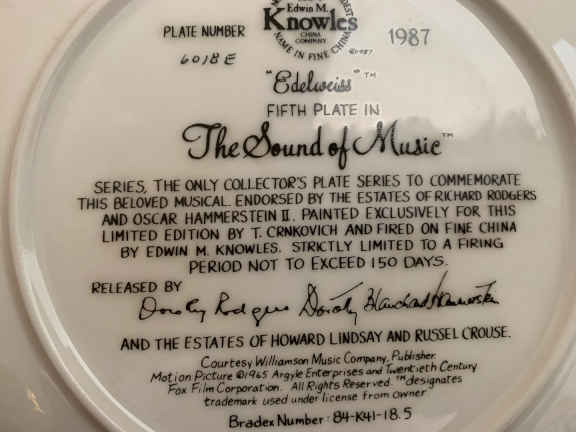 Edwin M.
Knowles
CHINA
COMPANY
NAME IN FINE CHINA
©1987
PLATE NUMBER
6018E
1987
"Edelweiss"™
FIFTH PLATE IN
The Sound of Music™
SERIES, THE ONLY COLLECTOR'S PLATE SERIES TO COMMEMORATE
THIS BELOVED MUSICAL. ENDORSED BY THE ESTATES OF RICHARD RODGERS
AND OSCAR HAMMERSTEIN II. PAINTED EXCLUSIVELY FOR THIS
LIMITED EDITION BY T. CRNKOVICH AND FIRED ON FINE CHINA
BY EDWIN M. KNOWLES. STRICTLY LIMITED TO A FIRING
PERIOD NOT TO EXCEED 150 DAYS.
RELEASED BY
Dorothy Rodgers Dorothy Blanchard Hammerstein
AND THE ESTATES OF HOWARD LINDSAY AND RUSSEL CROUSE.
Courtesy Williamson Music Company, Publisher.
Motion Picture ©1965 Argyle Enterprises and Twentieth Century
Fox Film Corporation. All Rights Reserved. ™designates
trademark used under license from owner
Bradex Number: 84-K41-18.5